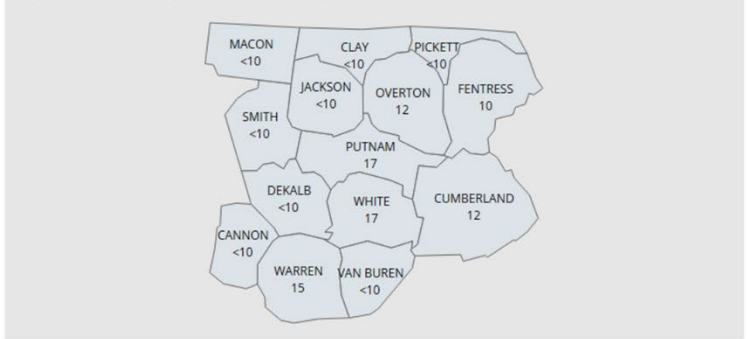 MACON
<10
CLAY
<10
PICKETT
<10
JACKSON
<10
OVERTON
12
FENTRESS
10
SMITH
<10
PUTNAM
17
DEKALB
<10
WHITE
17
CUMBERLAND
12
CANNON
<10
WARREN
15
VAN BUREN
<10